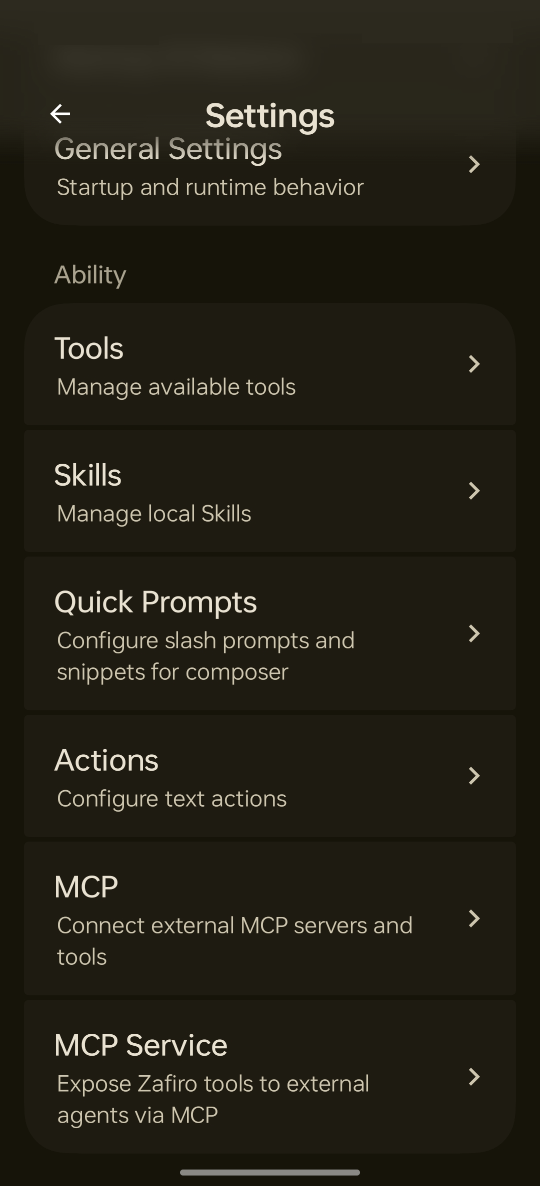 Settings
General Settings
Startup and runtime behavior
Ability
Tools
Manage available tools
Skills
Manage local Skills
Quick Prompts
Configure slash prompts and
snippets for composer
Actions
Configure text actions
MCP
Connect external MCP servers and
tools
MCP Service
Expose Zafiro tools to external
agents via MCP